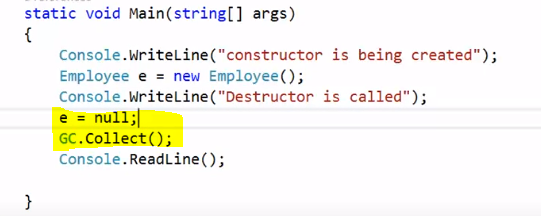 static void Main(string[] args)
{
Console.WriteLine("constructor is being created");
Employee e = new Employee();
Console.WriteLine("Destructor is called");
e = null;
GC.Collect();
Console.ReadLine();
}